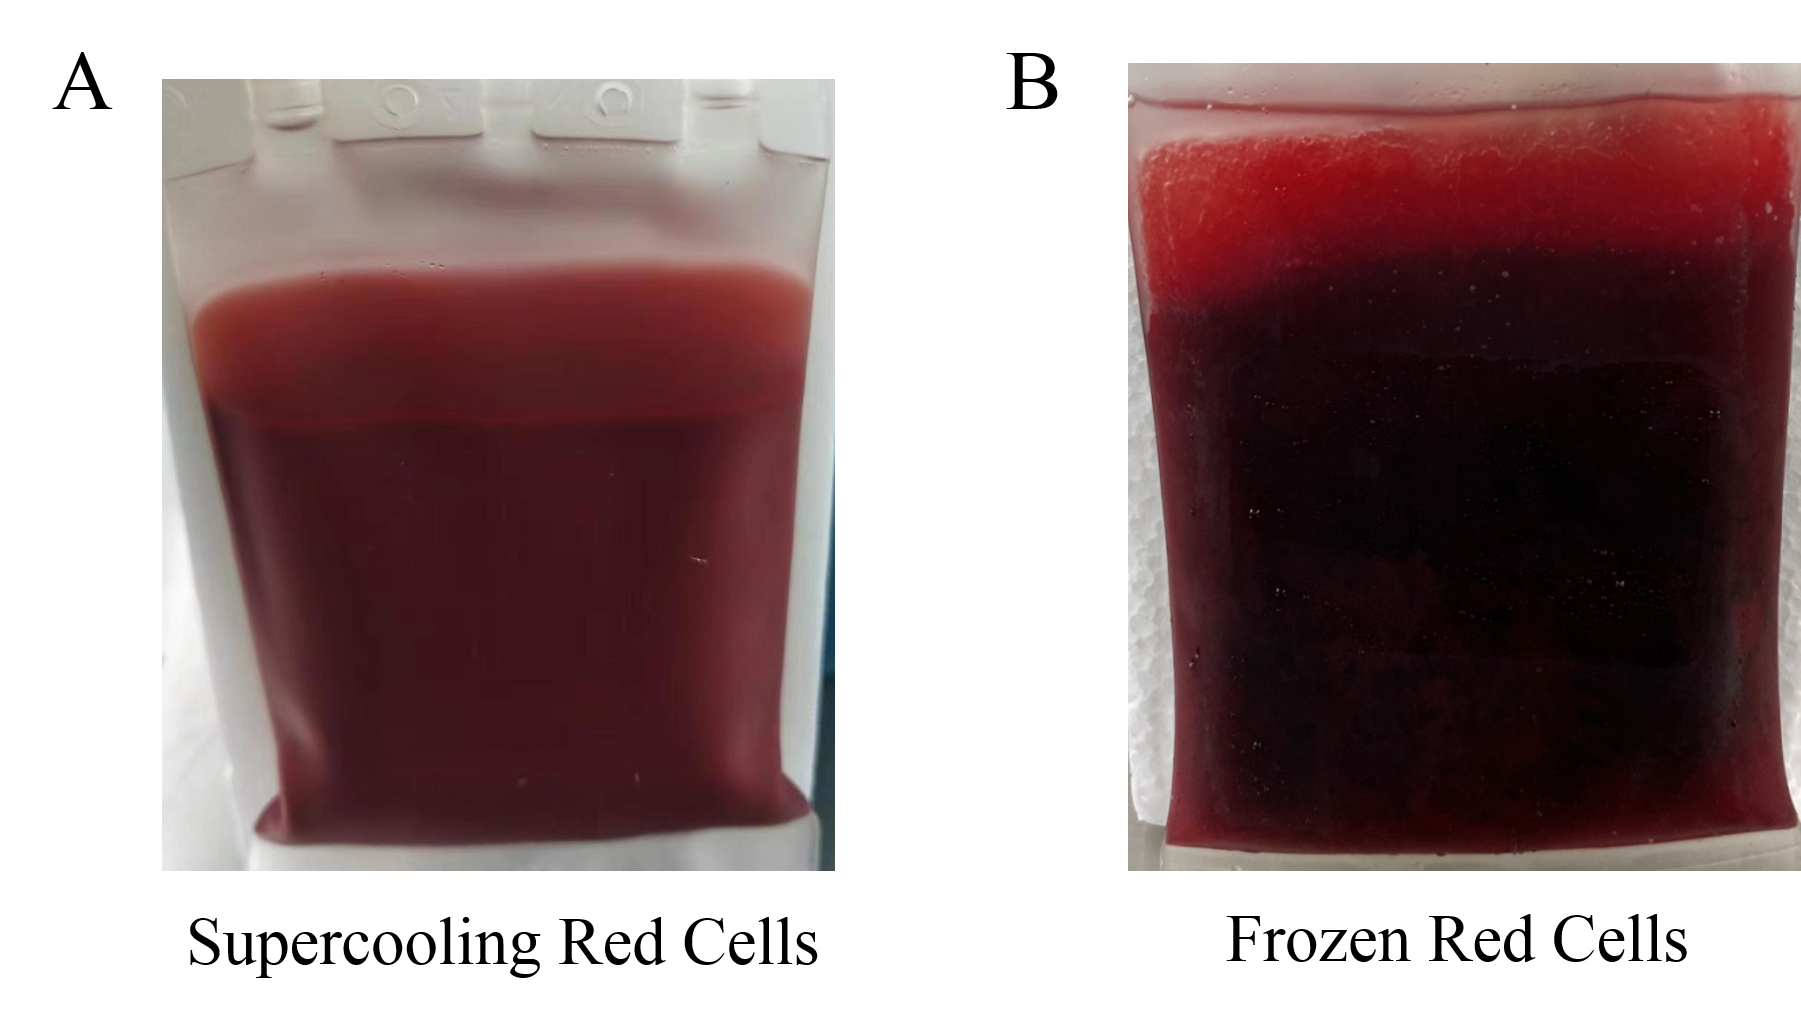 A
B
Supercooling Red Cells
Frozen Red Cells